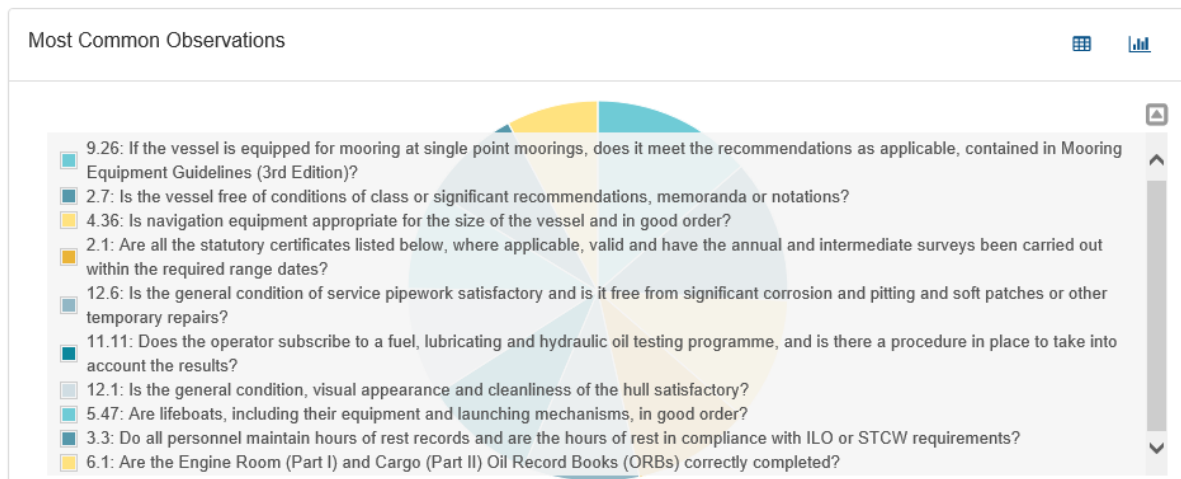 Most Common Observations
9.26: If the vessel is equipped for mooring at single point moorings, does it meet the recommendations as applicable, contained in Mooring
Equipment Guidelines (3rd Edition)?
2.7: Is the vessel free of conditions of class or significant recommendations, memoranda or notations?
4.36: Is navigation equipment appropriate for the size of the vessel and in good order?
2.1: Are all the statutory certificates listed below, where applicable, valid and have the annual and intermediate surveys been carried out
within the required range dates?
12.6: Is the general condition of service pipework satisfactory and is it free from significant corrosion and pitting and soft patches or other
temporary repairs?
11.11: Does the operator subscribe to a fuel, lubricating and hydraulic oil testing programme, and is there a procedure in place to take into
account the results?
12.1: Is the general condition, visual appearance and cleanliness of the hull satisfactory?
5.47: Are lifeboats, including their equipment and launching mechanisms, in good order?
3.3: Do all personnel maintain hours of rest records and are the hours of rest in compliance with ILO or STCW requirements?
6.1: Are the Engine Room (Part I) and Cargo (Part II) Oil Record Books (ORBs) correctly completed?